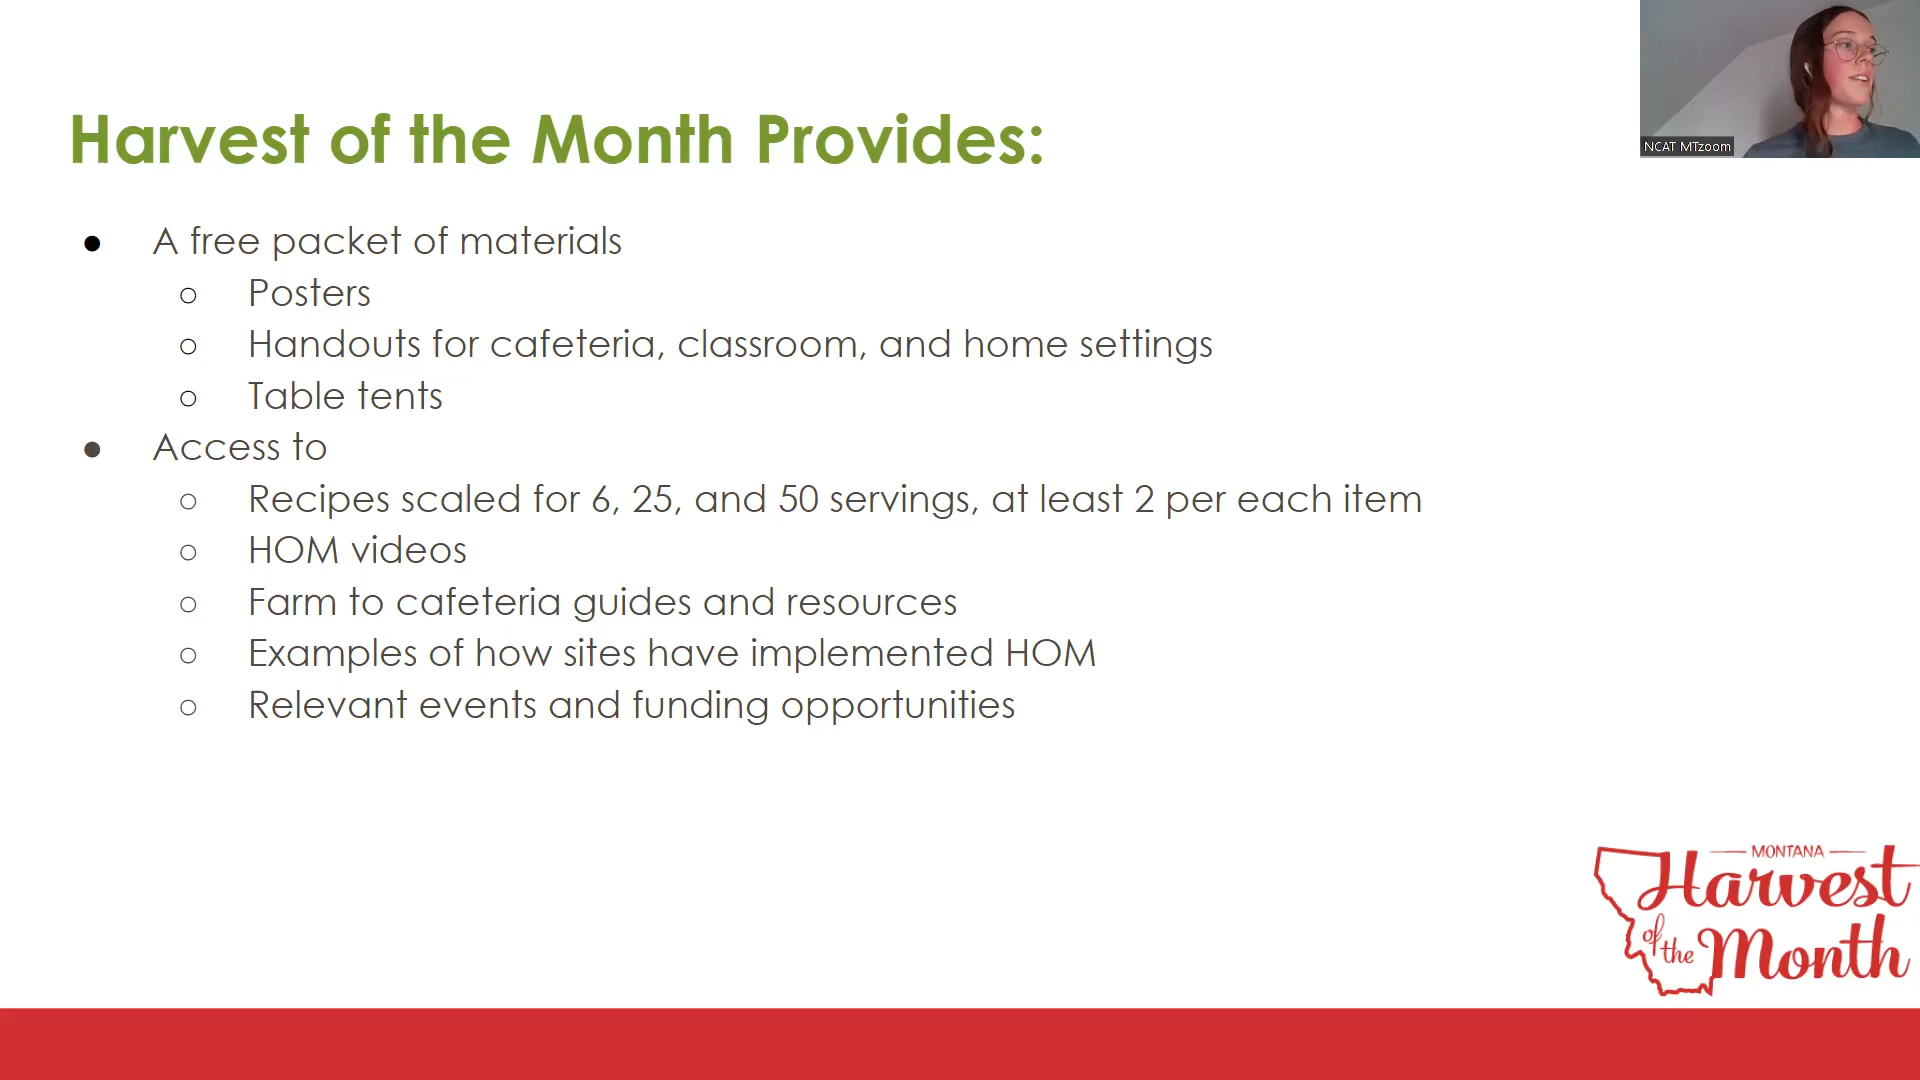 Harvest of the Month Provides:
● A free packet of materials
○ Posters
○ Handouts for cafeteria, classroom, and home settings
○ Table tents
● Access to
○ Recipes scaled for 6, 25, and 50 servings, at least 2 per each item
○ HOM videos
○ Farm to cafeteria guides and resources
○ Examples of how sites have implemented HOM
○ Relevant events and funding opportunities
NCAT MTzoom
MONTANA
Harvest
of the Month